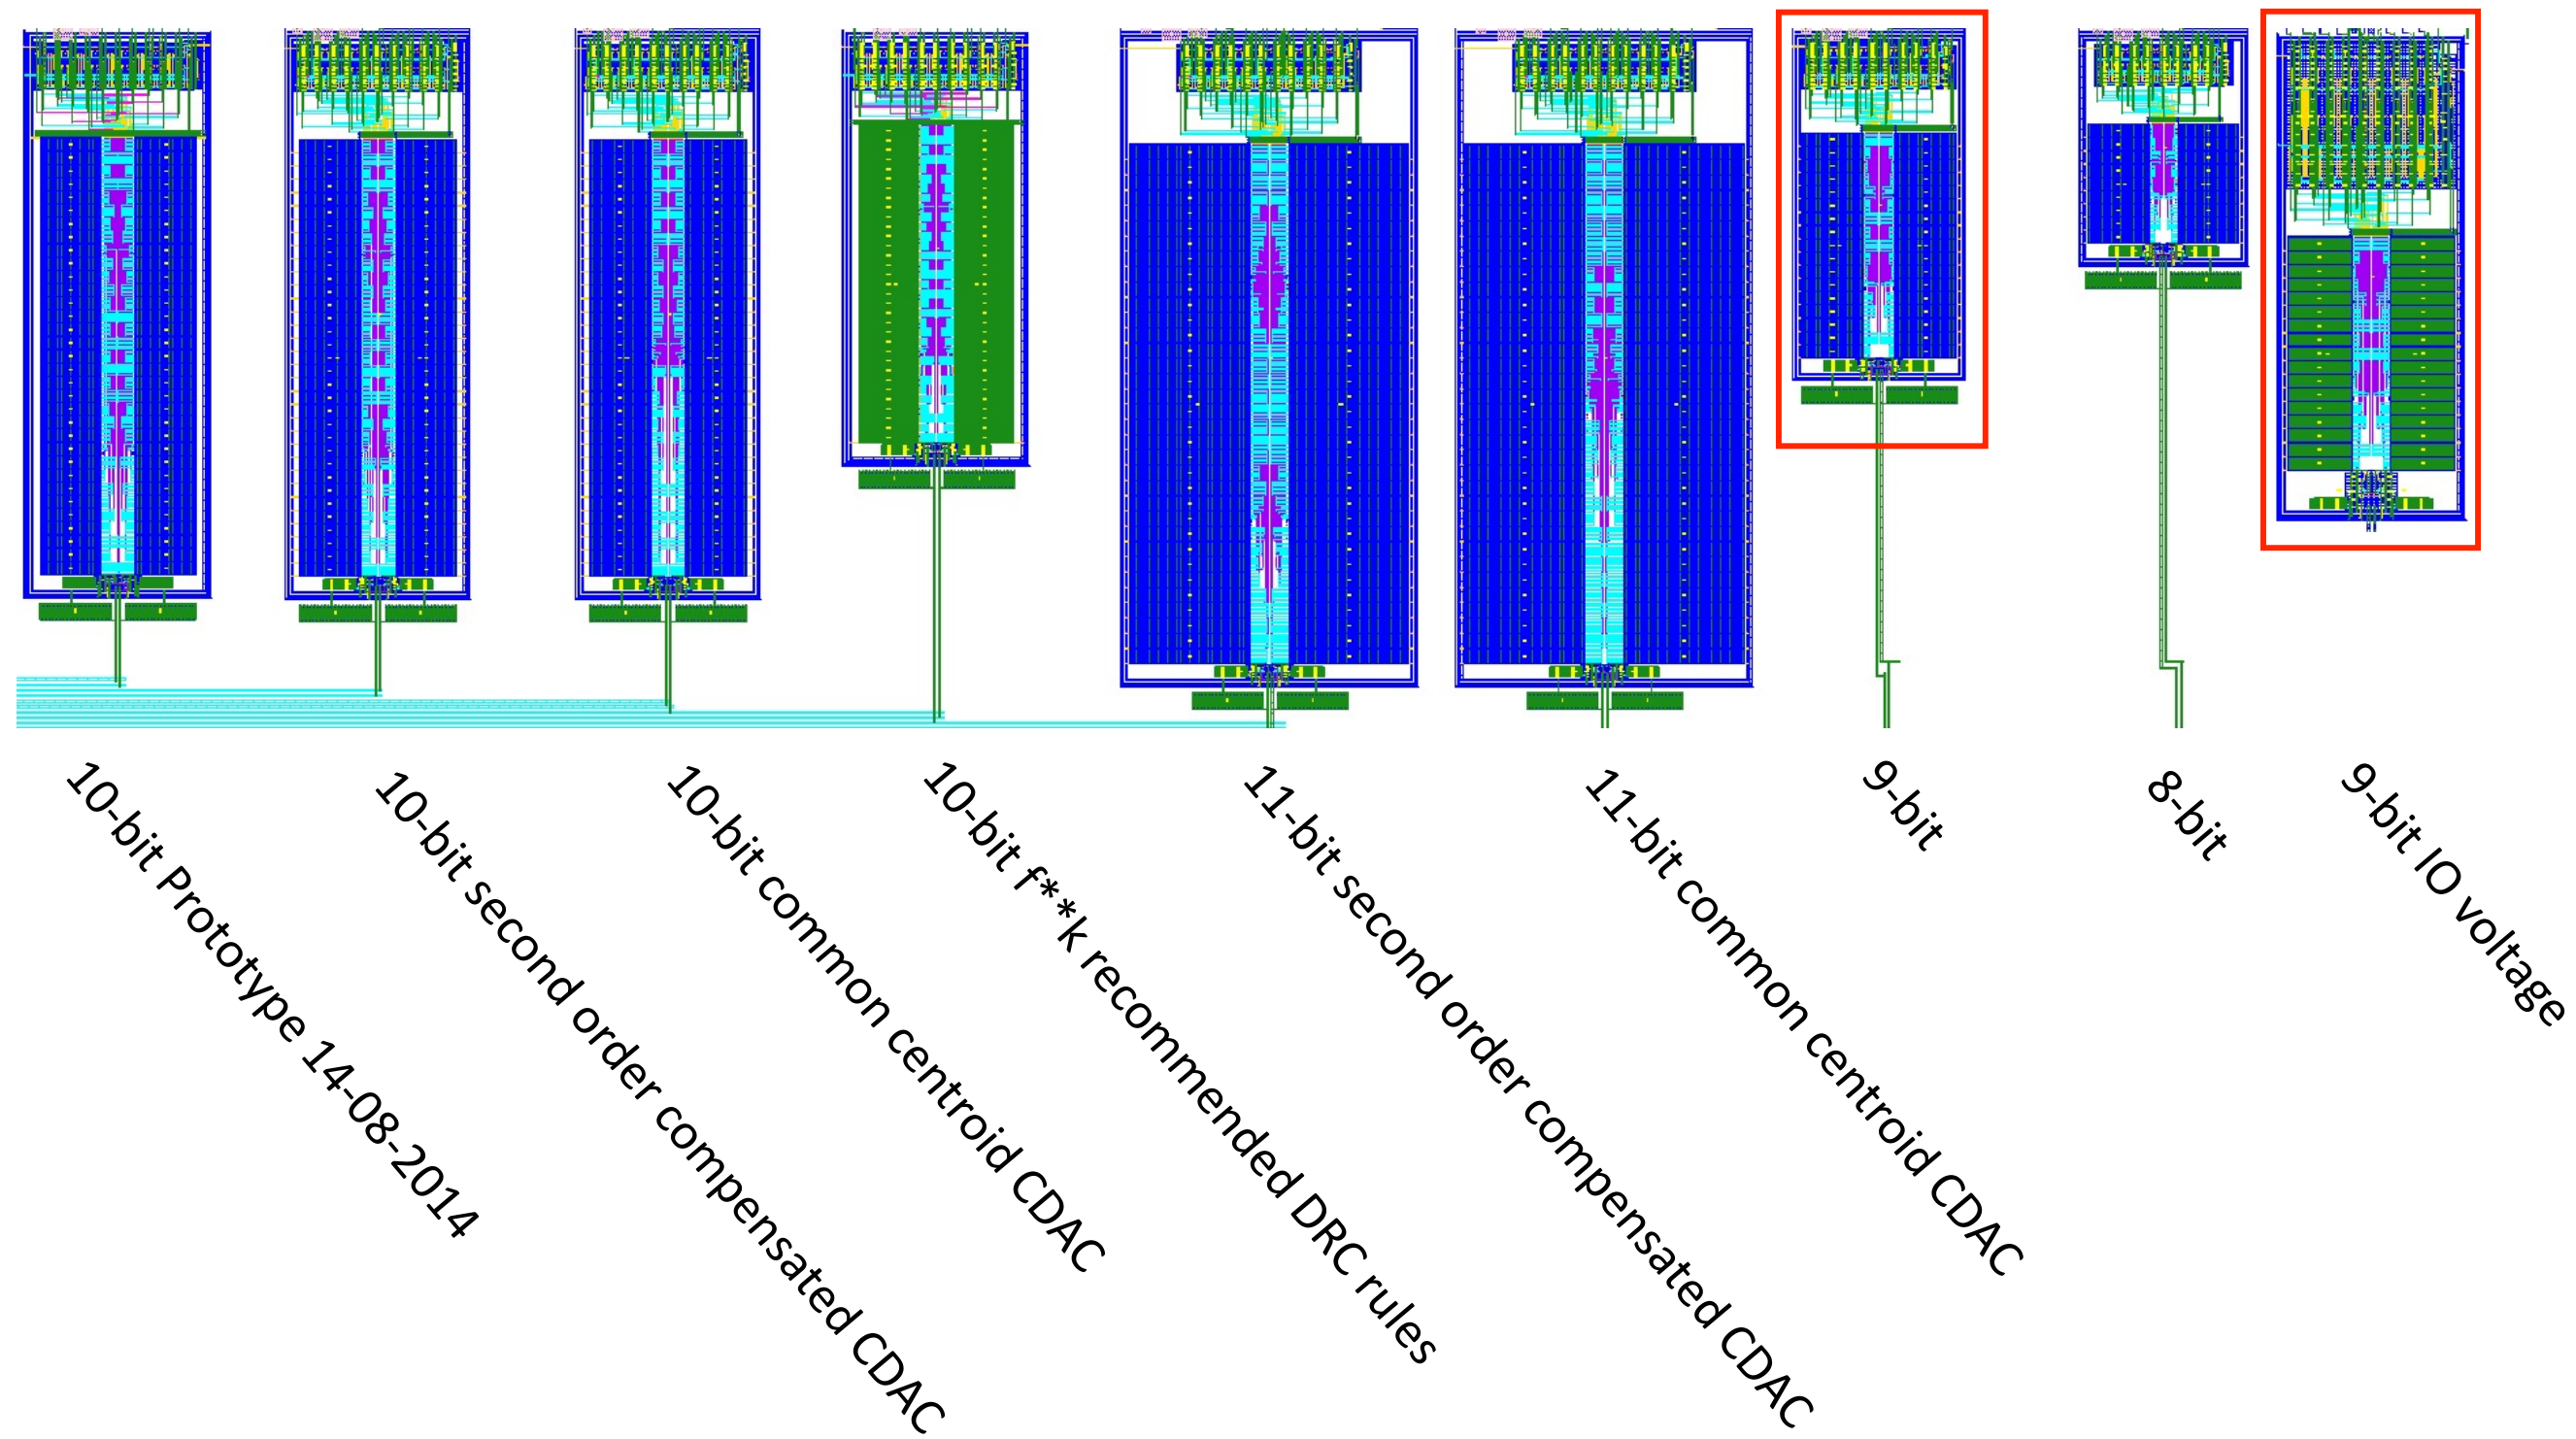 10-bit Prototype 14-08-2014
10-bit second order compensated CDAC
10-bit common centroid CDAC
10-bit f**k recommended DRC rules
11-bit second order compensated CDAC
11-bit common centroid CDAC
9-bit
8-bit
9-bit IO voltage